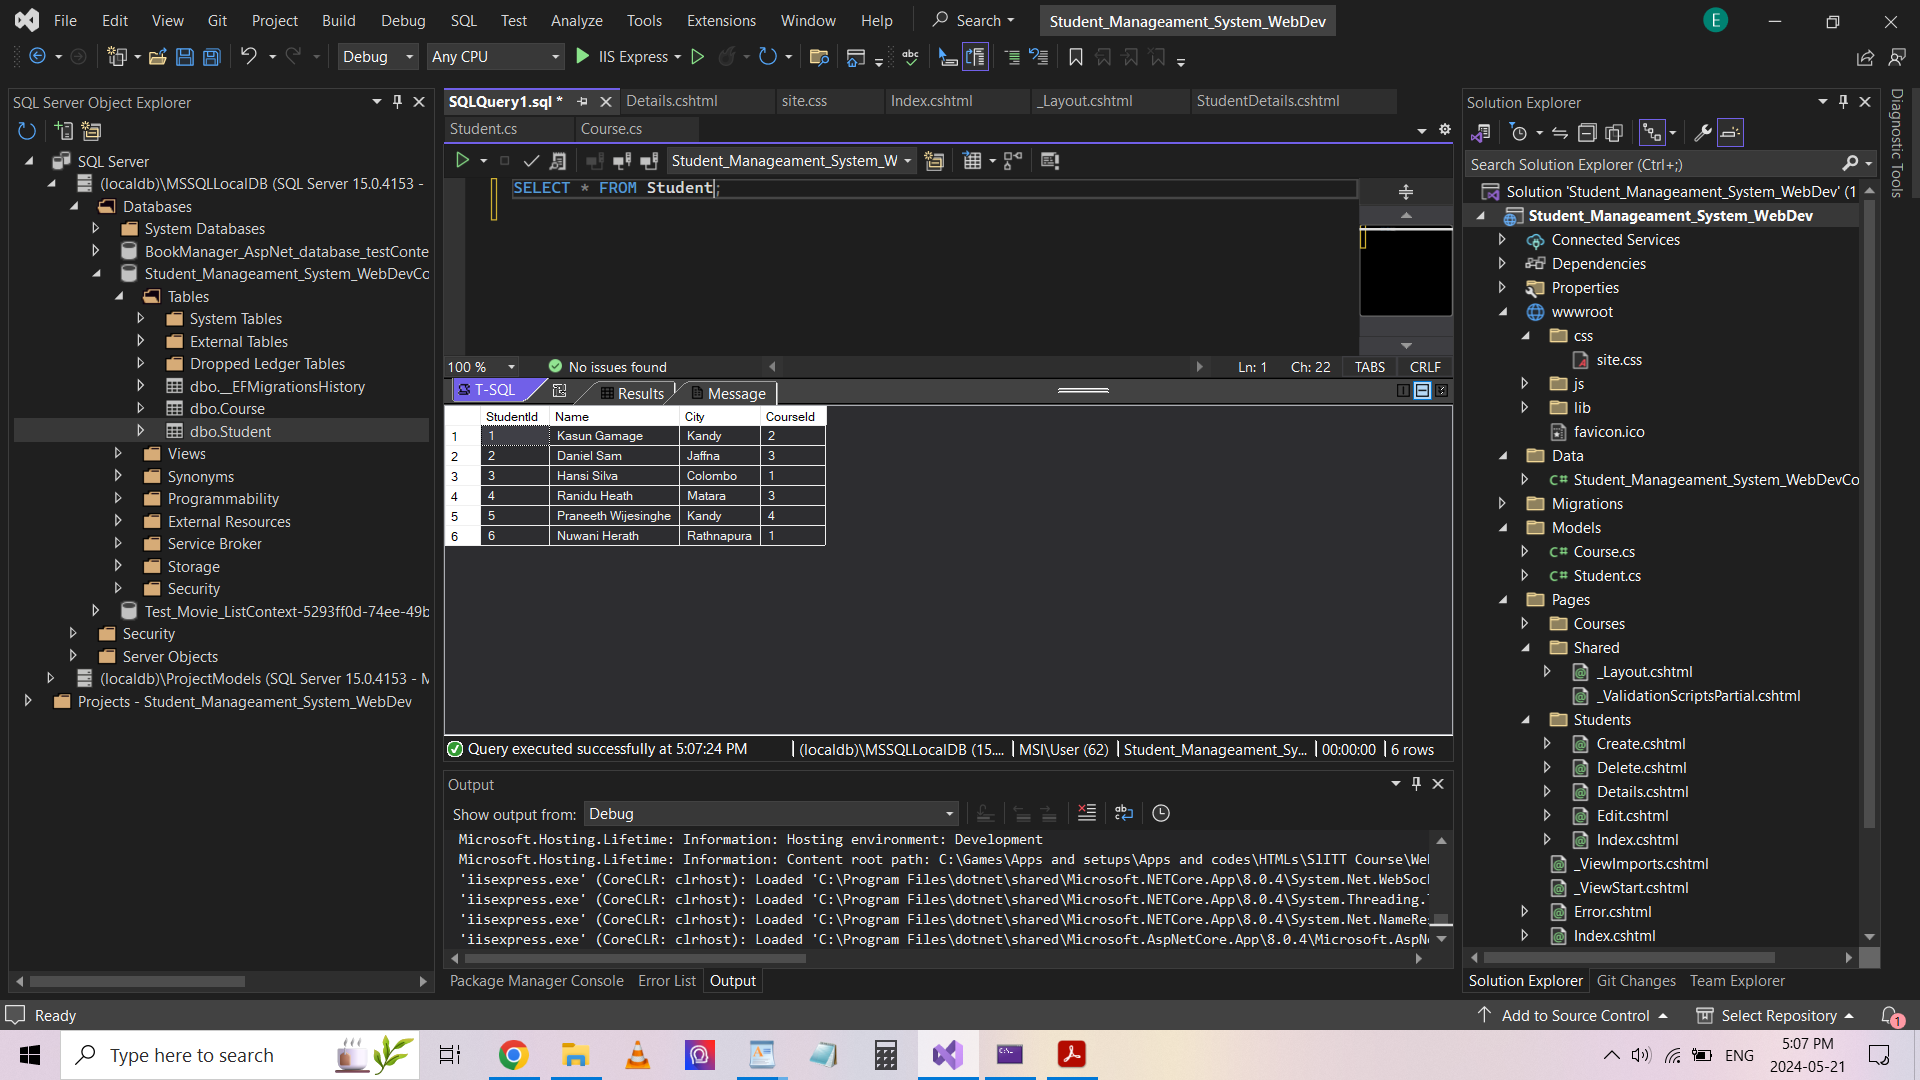 File Edit View Git Project Build Debug SQL Test Analyze Tools Extensions Window Help Search Student_Manageament_System_WebDev E
Debug Any CPU IIS Express
SQL Server Object Explorer
SQL Server
(localdb)\MSSQLLocalDB (SQL Server 15.0.4153 -
Databases
System Databases
BookManager_AspNet_database_testConte
Student_Manageament_System_WebDevCo
Tables
System Tables
External Tables
Dropped Ledger Tables
dbo.__EFMigrationsHistory
dbo.Course
dbo.Student
Views
Synonyms
Programmability
External Resources
Service Broker
Storage
Security
Test_Movie_ListContext-5293ff0d-74ee-49b
Security
Server Objects
(localdb)\ProjectModels (SQL Server 15.0.4153 - M
Projects - Student_Manageament_System_WebDev
SQLQuery1.sql * Details.cshtml site.css Index.cshtml _Layout.cshtml StudentDetails.cshtml
Student.cs Course.cs
Student_Manageament_System_W
SELECT * FROM Student;
100 % No issues found Ln: 1 Ch: 22 TABS CRLF
T-SQL Results Message
StudentId Name City CourseId
1 1 Kasun Gamage Kandy 2
2 2 Daniel Sam Jaffna 3
3 3 Hansi Silva Colombo 1
4 4 Ranidu Heath Matara 3
5 5 Praneeth Wijesinghe Kandy 4
6 6 Nuwani Herath Rathnapura 1
Query executed successfully at 5:07:24 PM (localdb)\MSSQLLocalDB (15.... MSI\User (62) Student_Manageament_Sy... 00:00:00 6 rows
Output
Show output from: Debug
Microsoft.Hosting.Lifetime: Information: Hosting environment: Development
Microsoft.Hosting.Lifetime: Information: Content root path: C:\Games\Apps and setups\Apps and codes\HTMLs\SlITT Course\Wel
'iisexpress.exe' (CoreCLR: clrhost): Loaded 'C:\Program Files\dotnet\shared\Microsoft.NETCore.App\8.0.4\System.Net.WebSoc
'iisexpress.exe' (CoreCLR: clrhost): Loaded 'C:\Program Files\dotnet\shared\Microsoft.NETCore.App\8.0.4\System.Threading.
'iisexpress.exe' (CoreCLR: clrhost): Loaded 'C:\Program Files\dotnet\shared\Microsoft.NETCore.App\8.0.4\System.Net.NameRe
'iisexpress.exe' (CoreCLR: clrhost): Loaded 'C:\Program Files\dotnet\shared\Microsoft.AspNetCore.App\8.0.4\Microsoft.AspN
Package Manager Console Error List Output
Solution Explorer
Search Solution Explorer (Ctrl+;)
Solution 'Student_Manageament_System_WebDev' (1
Student_Manageament_System_WebDev
Connected Services
Dependencies
Properties
wwwroot
css
site.css
js
lib
favicon.ico
Data
C# Student_Manageament_System_WebDevCo
Migrations
Models
C# Course.cs
C# Student.cs
Pages
Courses
Shared
_Layout.cshtml
_ValidationScriptsPartial.cshtml
Students
Create.cshtml
Delete.cshtml
Details.cshtml
Edit.cshtml
Index.cshtml
_ViewImports.cshtml
_ViewStart.cshtml
Error.cshtml
Index.cshtml
Solution Explorer Git Changes Team Explorer
Diagnostic Tools
Ready Add to Source Control Select Repository 1
Type here to search ENG 5:07 PM
2024-05-21